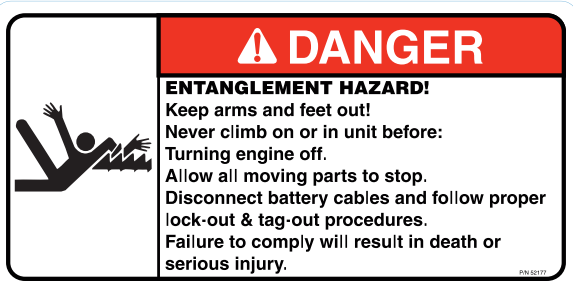 DANGER
ENTANGLEMENT HAZARD!
Keep arms and feet out!
Never climb on or in unit before:
Turning engine off.
Allow all moving parts to stop.
Disconnect battery cables and follow proper
lock-out & tag-out procedures.
Failure to comply will result in death or
serious injury.
P/N 52177